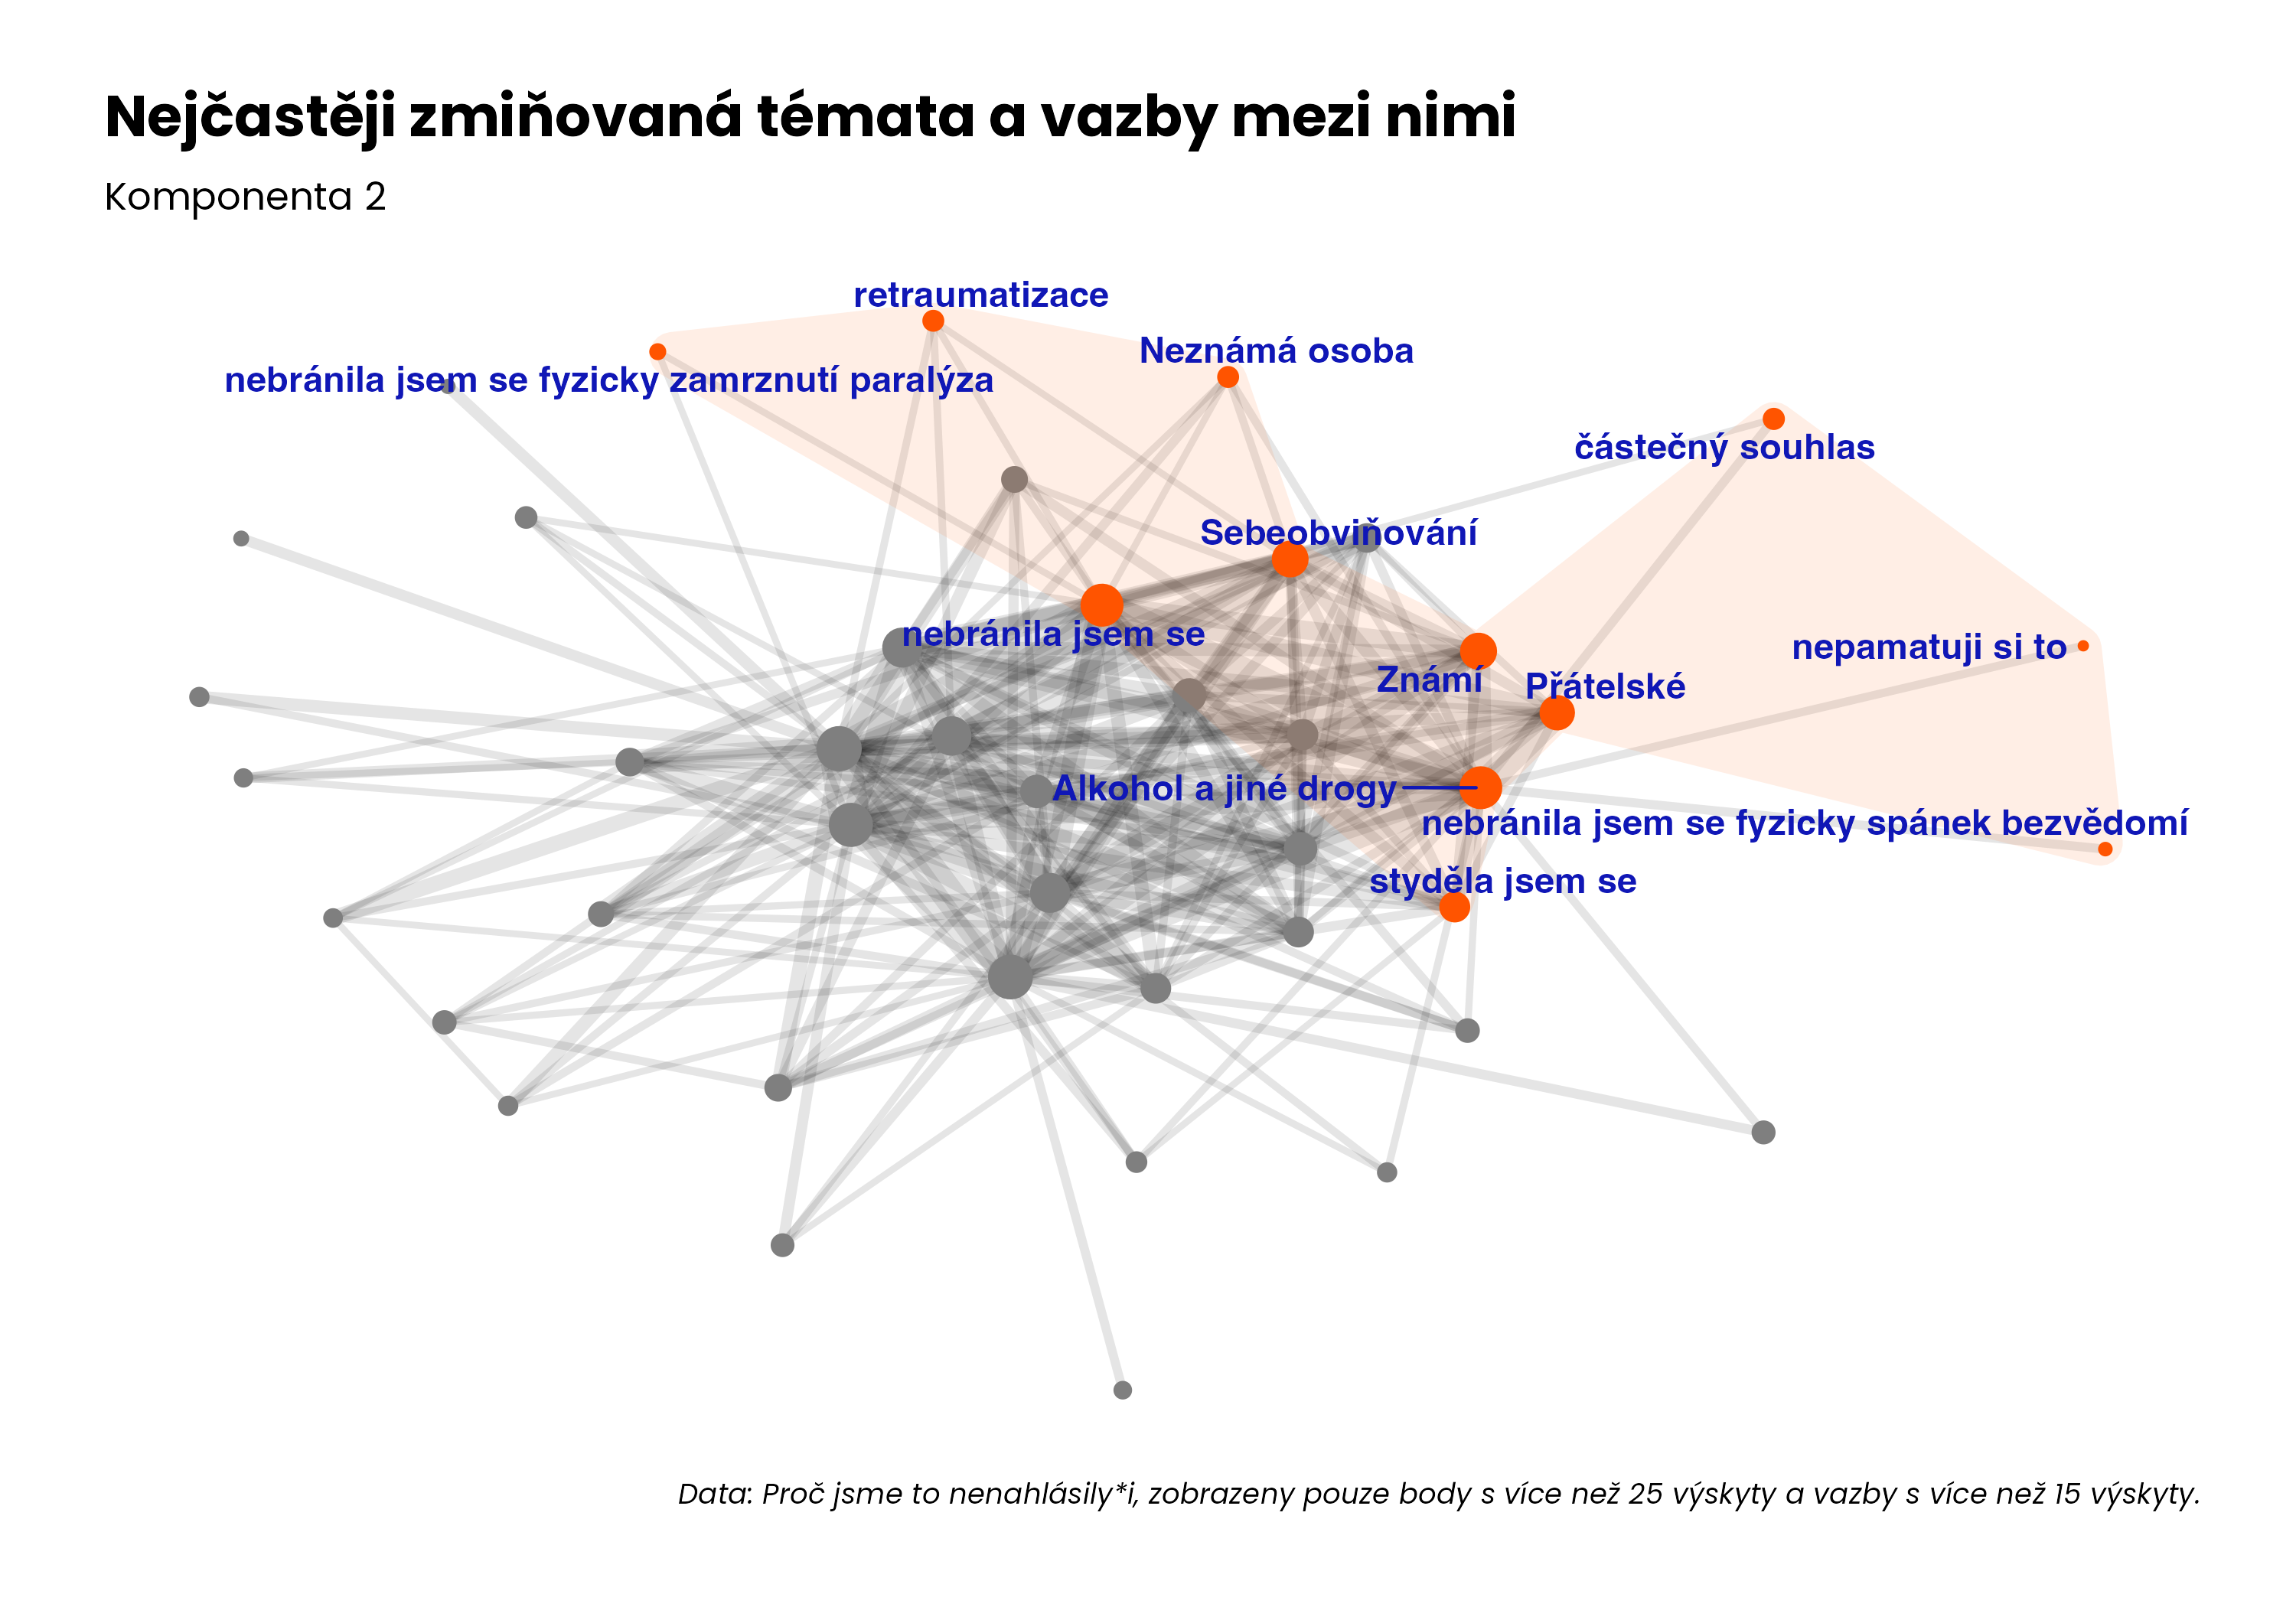 Nejčastěji zmiňovaná témata a vazby mezi nimi
Komponenta 2
retraumatizace
Neznámá osoba
nebránila jsem se fyzicky zamrznutí paralýza
částečný souhlas
Sebeobviňování
nebránila jsem se
nepamatuji si to
Známí
Přátelské
Alkohol a jiné drogy
nebránila jsem se fyzicky spánek bezvědomí
styděla jsem se
Data: Proč jsme to nenahlásily*i, zobrazeny pouze body s více než 25 výskyty a vazby s více než 15 výskyty.